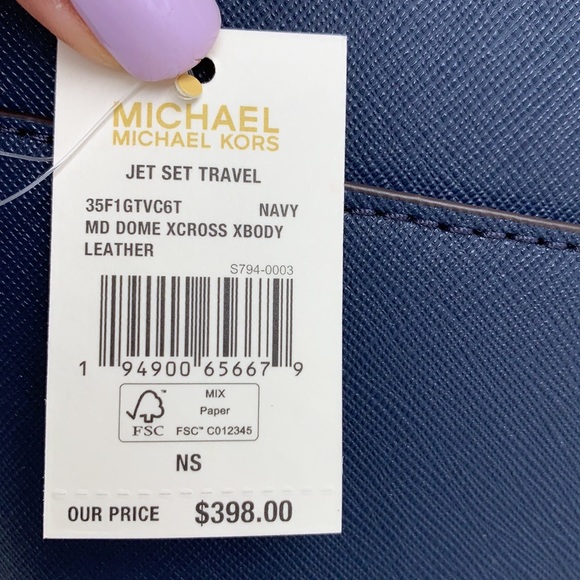 MICHAEL
MICHAEL KORS
JET SET TRAVEL
35F1GTVC6T NAVY
MD DOME XCROSS XBODY
LEATHER
S794-0003
1 94900 65667 9
FSC
MIX
Paper
FSC™ C012345
NS
OUR PRICE $398.00